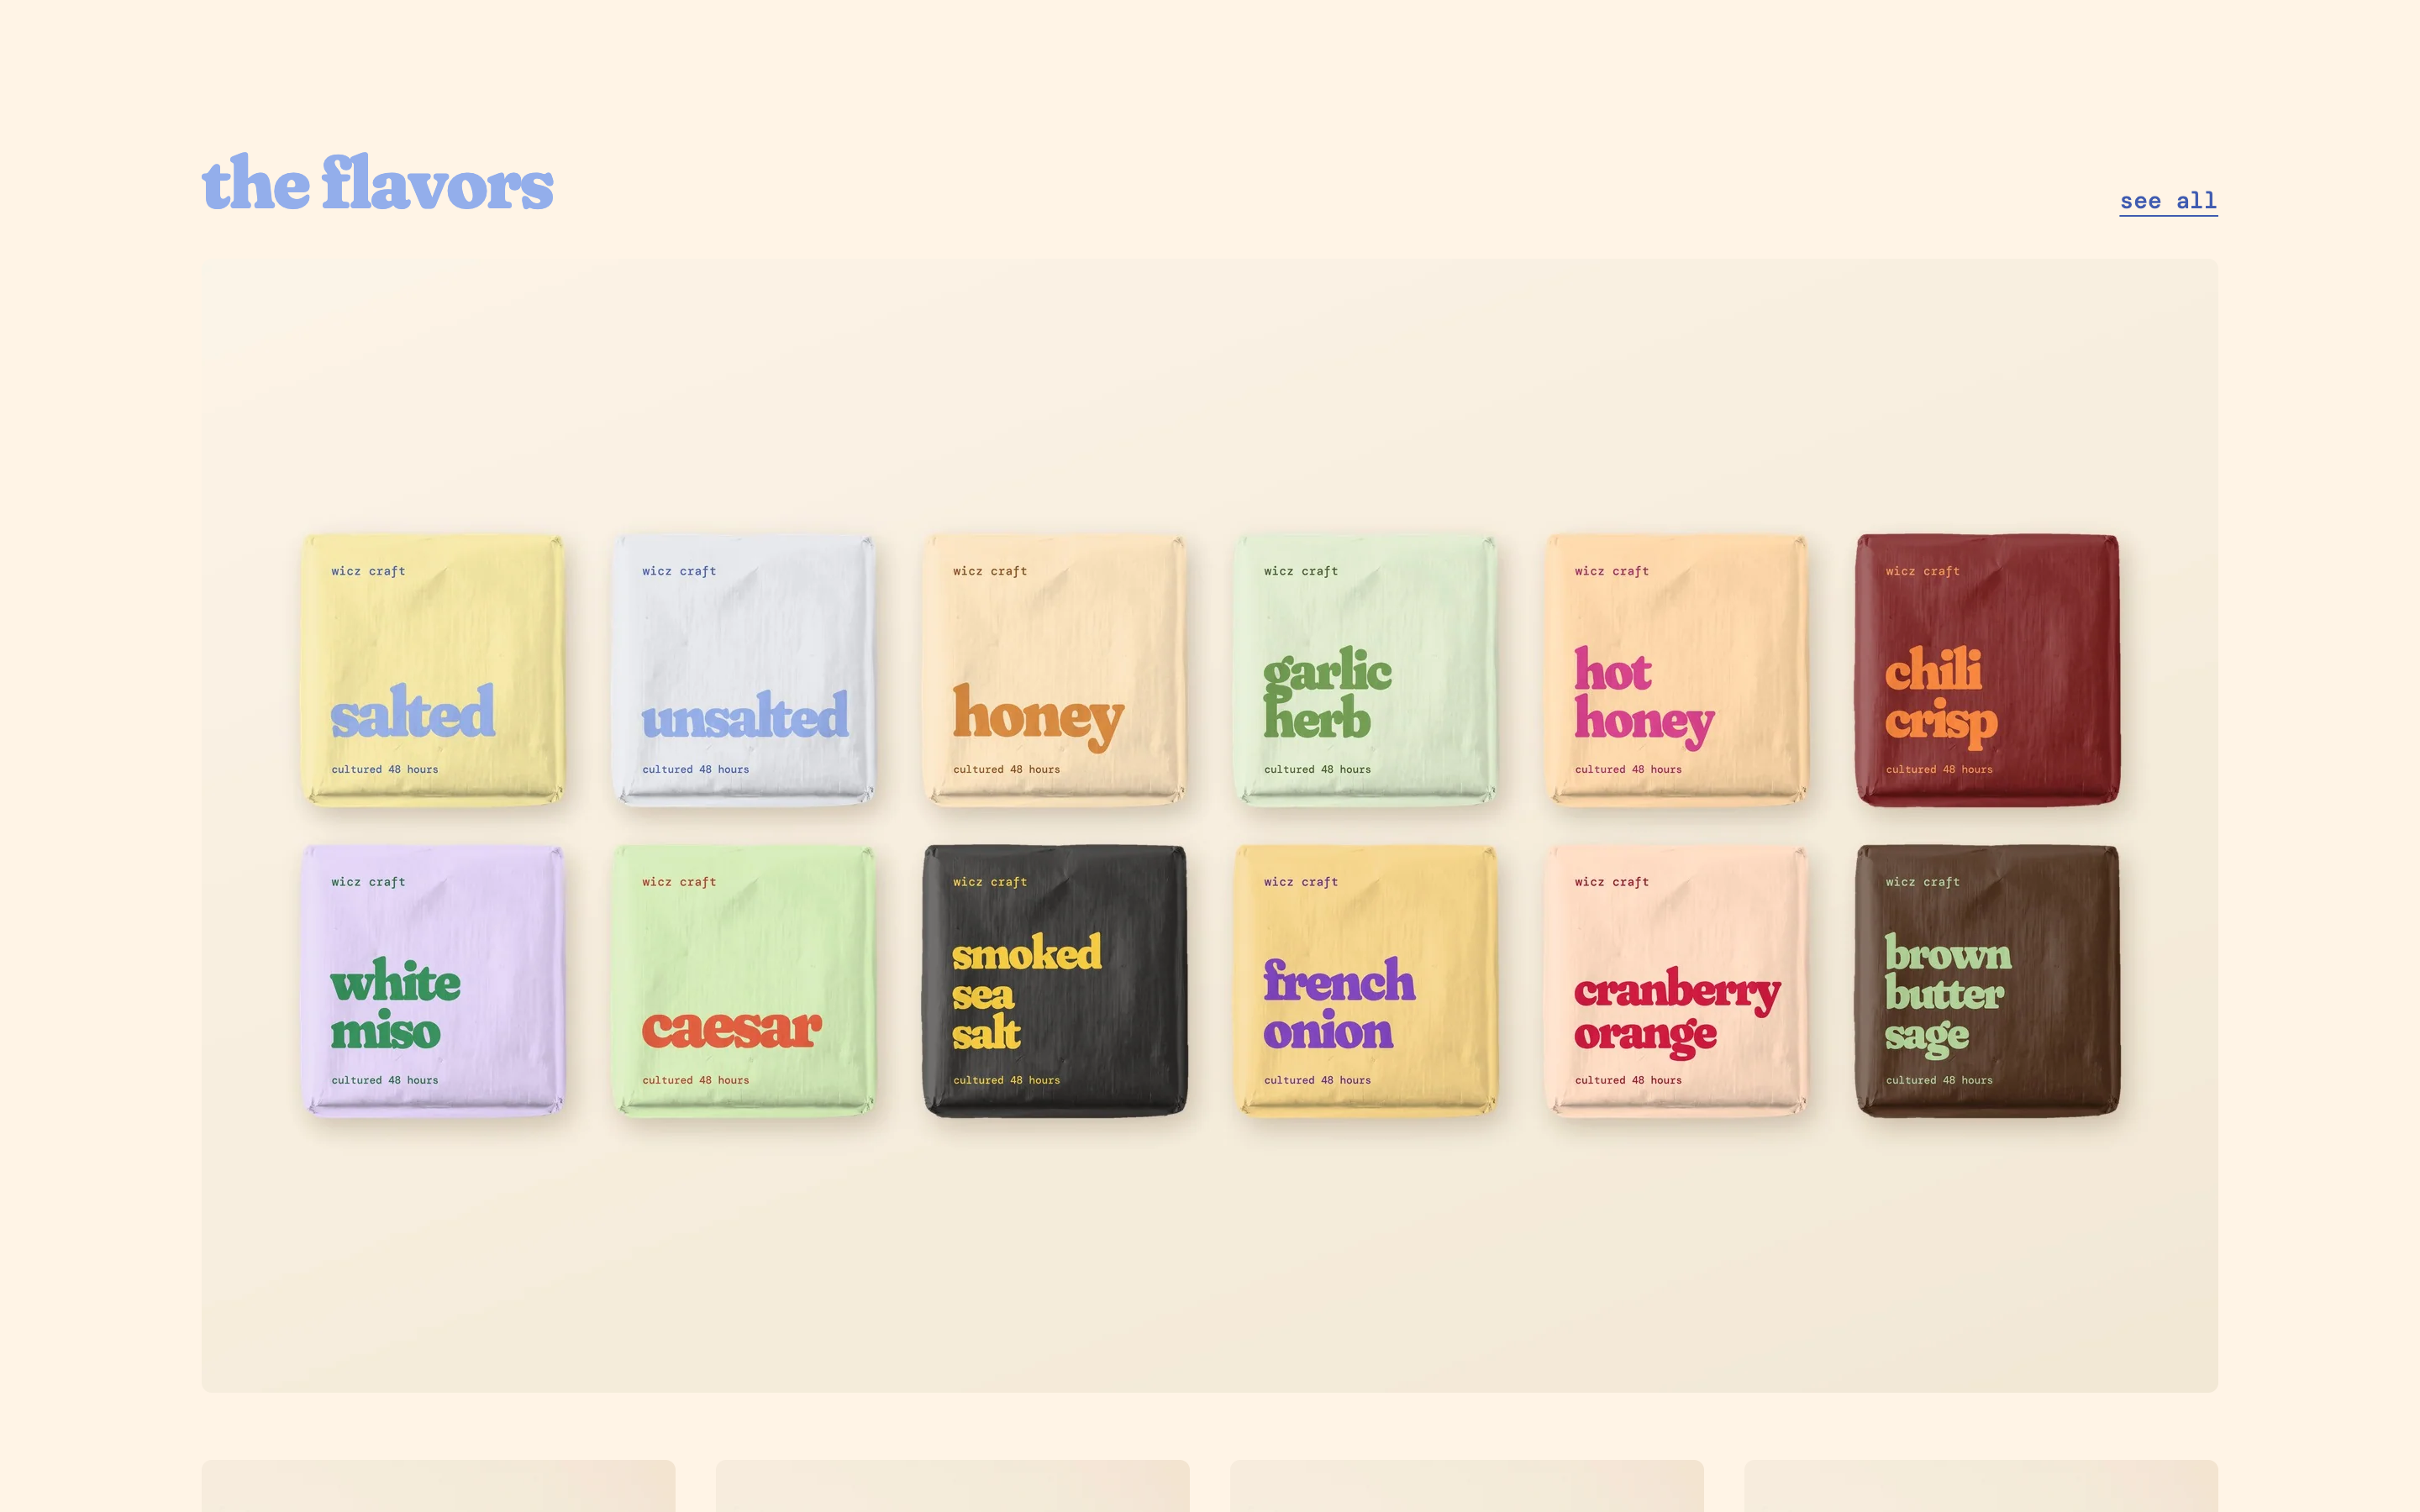 the flavors
see all
wicz craft
salted
cultured 48 hours
wicz craft
unsalted
cultured 48 hours
wicz craft
honey
cultured 48 hours
wicz craft
garlic
herb
cultured 48 hours
wicz craft
hot
honey
cultured 48 hours
wicz craft
chili
crisp
cultured 48 hours
wicz craft
white
miso
cultured 48 hours
wicz craft
caesar
cultured 48 hours
wicz craft
smoked
sea
salt
cultured 48 hours
wicz craft
french
onion
cultured 48 hours
wicz craft
cranberry
orange
cultured 48 hours
wicz craft
brown
butter
sage
cultured 48 hours